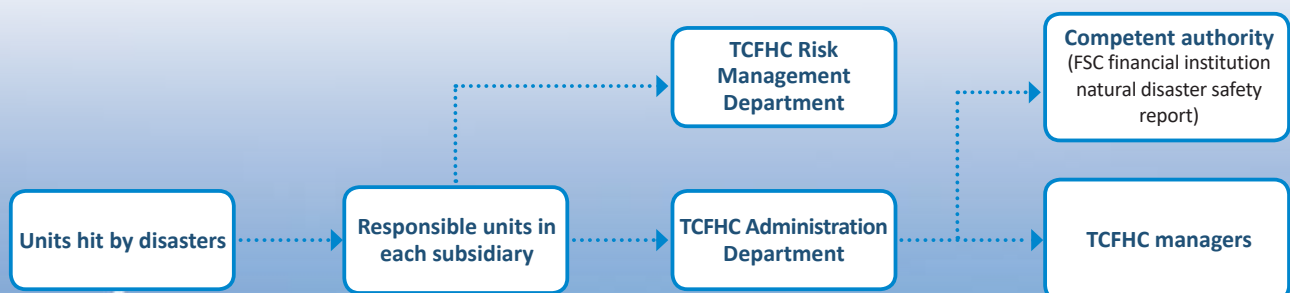 TCFHC Risk
Management
Department
Competent authority
(FSC financial institution
natural disaster safety
report)
Units hit by disasters
Responsible units in
each subsidiary
TCFHC Administration
Department
TCFHC managers